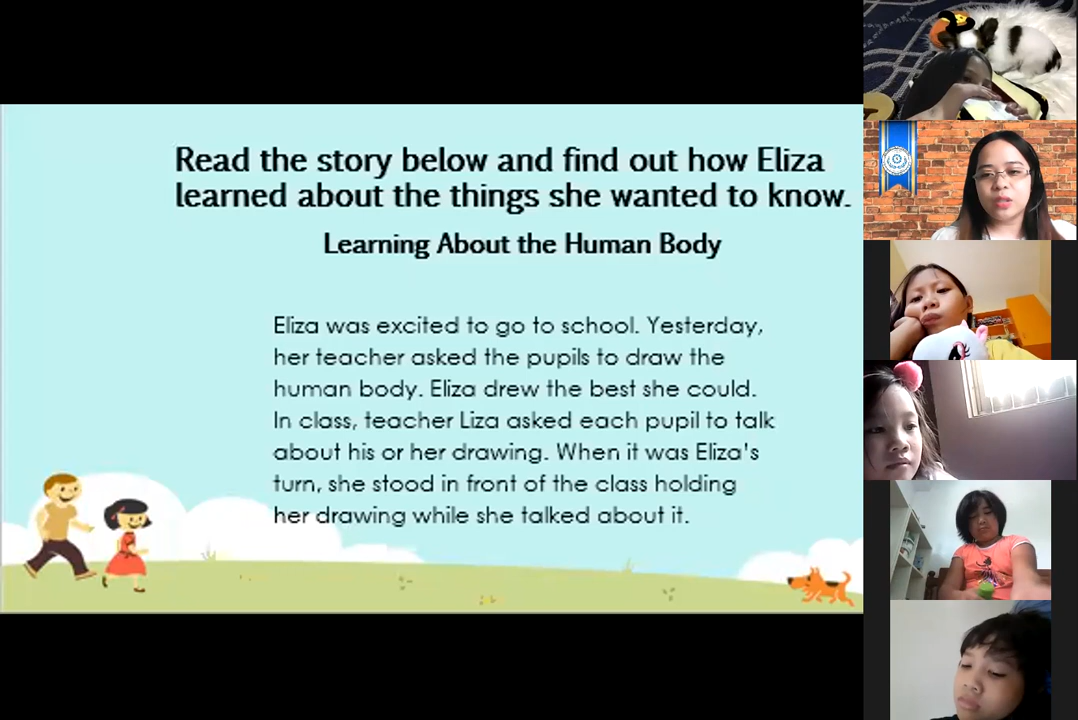 Read the story below and find out how Eliza
learned about the things she wanted to know.
Learning About the Human Body
Eliza was excited to go to school. Yesterday,
her teacher asked the pupils to draw the
human body. Eliza drew the best she could.
In class, teacher Liza asked each pupil to talk
about his or her drawing. When it was Eliza's
turn, she stood in front of the class holding
her drawing while she talked about it.